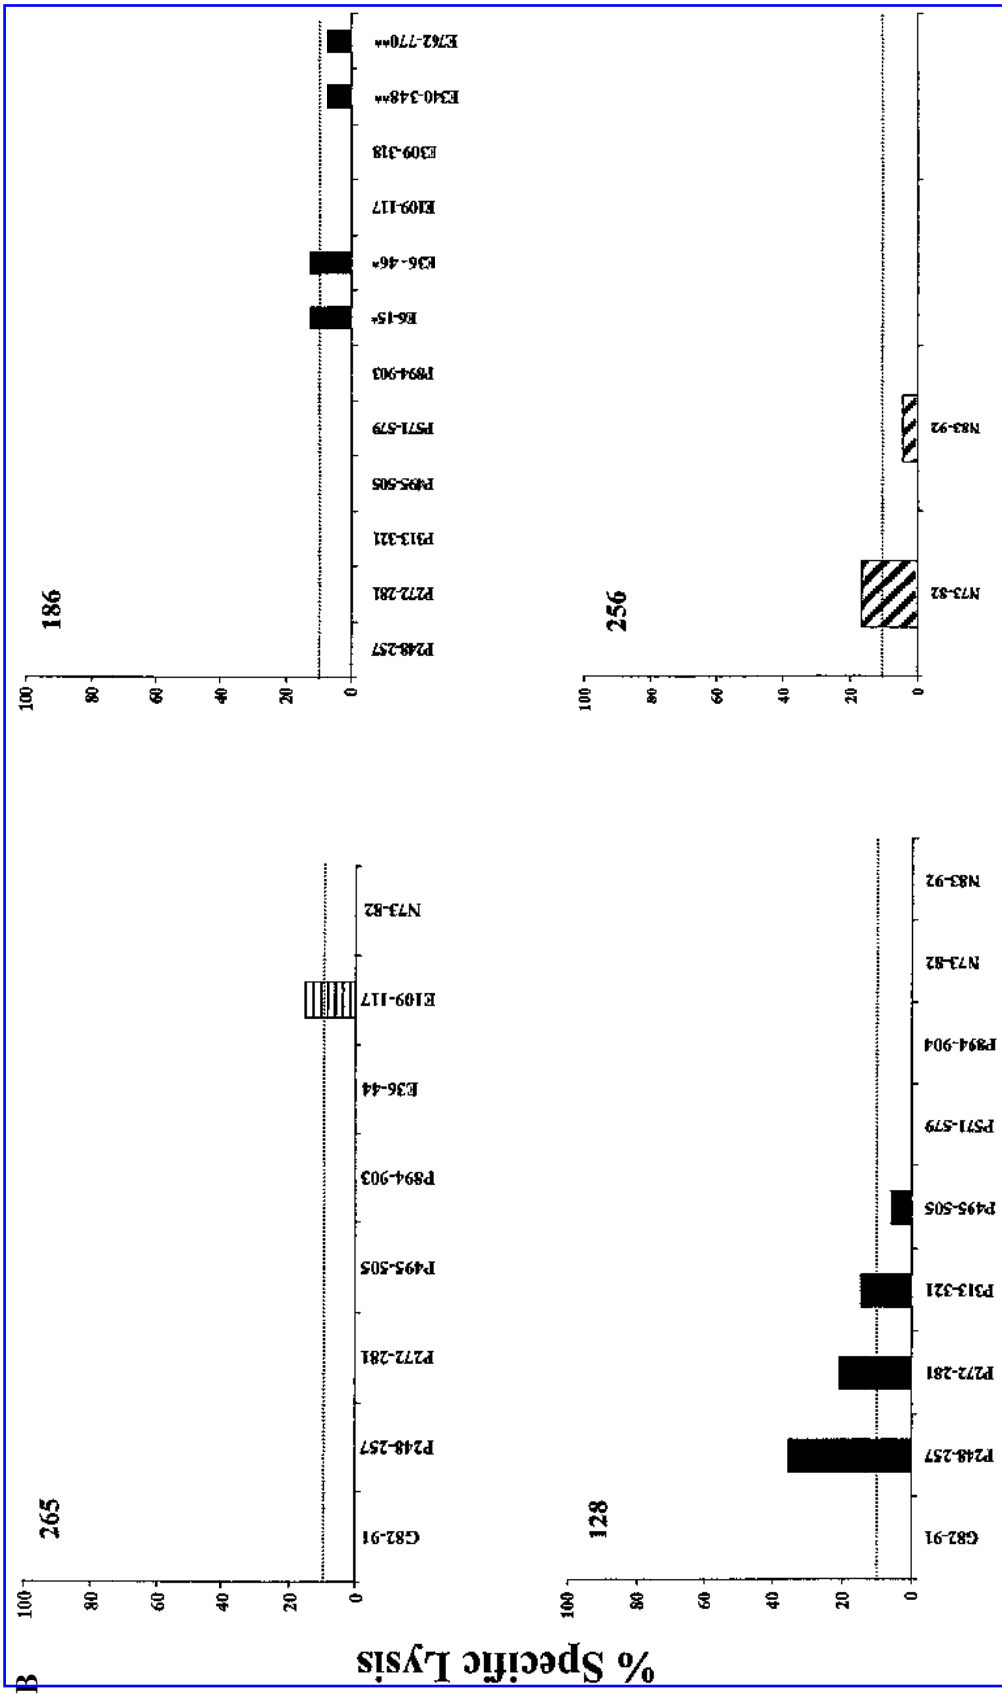 B
% Specific Lysis
265
100
80
60
40
20
0
G82-91
P248-257
P272-281
P495-505
P894-903
E36-44
E109-117
N73-82
186
100
80
60
40
20
0
P248-257
P272-281
P313-321
P495-505
P571-579
P894-903
E6-15*
E36-46*
E109-117
E309-318
E340-348**
E762-770**
128
100
80
60
40
20
0
G82-91
P248-257
P272-281
P313-321
P495-505
P571-579
P894-904
N73-82
N83-92
256
100
80
60
40
20
0
N73-82
N83-92